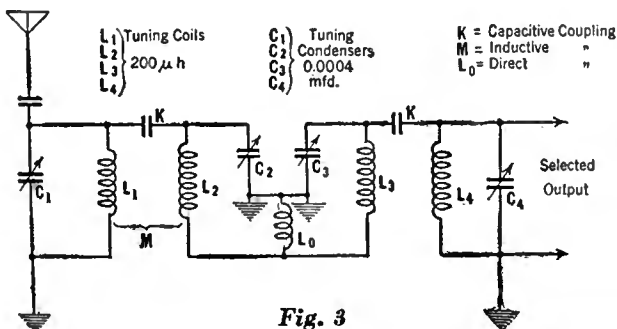 L₁ Tuning Coils
L₂
L₃ 200 μ h
L₄
C₁ Tuning
C₂ Condensers
C₃ 0.0004
C₄ mfd.
K = Capacitive Coupling
M = Inductive "
L₀ = Direct "
K
K
C₁
L₁
L₂
C₂
C₃
L₃
L₄
C₄
Selected
Output
M
L₀
Fig. 3